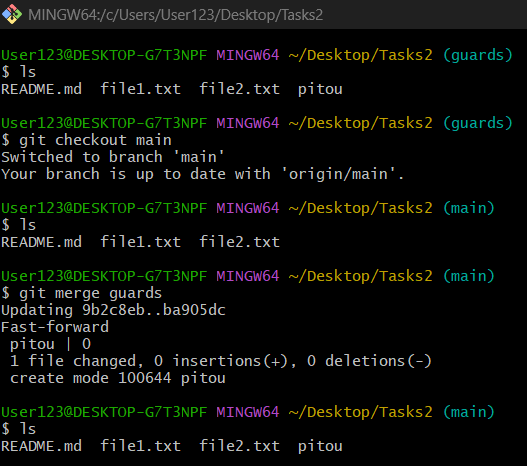 MINGW64:/c/Users/User123/Desktop/Tasks2
User123@DESKTOP-G7T3NPF MINGW64 ~/Desktop/Tasks2 (guards)
$ ls
README.md  file1.txt  file2.txt  pitou
User123@DESKTOP-G7T3NPF MINGW64 ~/Desktop/Tasks2 (guards)
$ git checkout main
Switched to branch 'main'
Your branch is up to date with 'origin/main'.
User123@DESKTOP-G7T3NPF MINGW64 ~/Desktop/Tasks2 (main)
$ ls
README.md  file1.txt  file2.txt
User123@DESKTOP-G7T3NPF MINGW64 ~/Desktop/Tasks2 (main)
$ git merge guards
Updating 9b2c8eb..ba905dc
Fast-forward
 pitou | 0
 1 file changed, 0 insertions(+), 0 deletions(-)
 create mode 100644 pitou
User123@DESKTOP-G7T3NPF MINGW64 ~/Desktop/Tasks2 (main)
$ ls
README.md  file1.txt  file2.txt  pitou